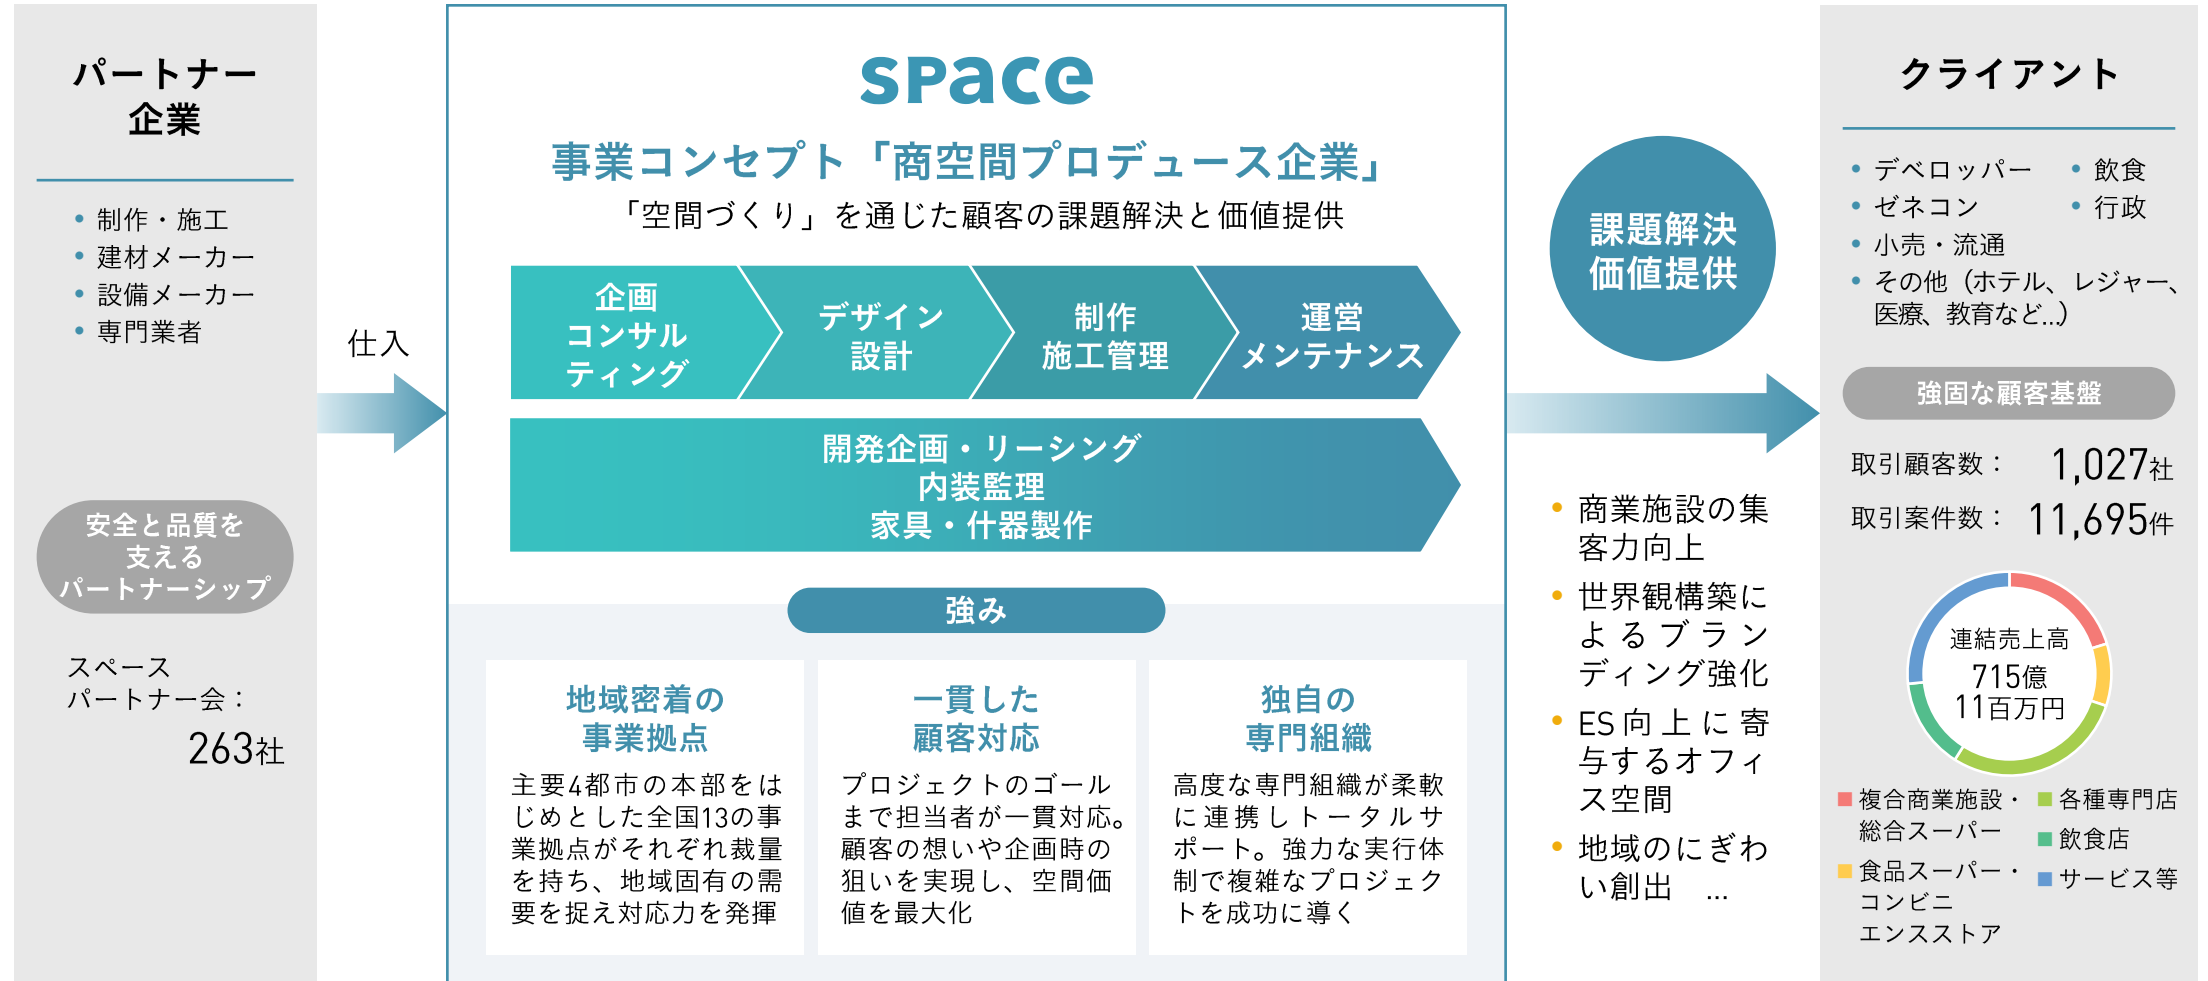 パートナー
企業
・制作・施工
・建材メーカー
・設備メーカー
・専門業者
安全と品質を
支える
パートナーシップ
スペース
パートナー会：
263社
仕入
space
事業コンセプト「商空間プロデュース企業」
「空間づくり」を通じた顧客の課題解決と価値提供
企画
コンサル
ティング
デザイン
設計
制作
施工管理
運営
メンテナンス
開発企画・リーシング
内装監理
家具・什器製作
強み
地域密着の
事業拠点
主要4都市の本部をは
じめとした全国13の事
業拠点がそれぞれ裁量
を持ち、地域固有の需
要を捉え対応力を発揮
一貫した
顧客対応
プロジェクトのゴール
まで担当者が一貫対応。
顧客の想いや企画時の
狙いを実現し、空間価
値を最大化
独自の
専門組織
高度な専門組織が柔軟
に連携しトータルサ
ポート。強力な実行体
制で複雑なプロジェク
トを成功に導く
課題解決
価値提供
・商業施設の集
客力向上
・世界観構築に
よるブラン
ディング強化
・ES向上に寄
与するオフィ
ス空間
・地域のにぎわ
い創出　…
クライアント
・デベロッパー
・ゼネコン
・小売・流通
・その他（ホテル、レジャー、
医療、教育など…）
・飲食
・行政
強固な顧客基盤
取引顧客数： 1,027社
取引案件数： 11,695件
連結売上高
715億
11百万円
複合商業施設・
総合スーパー
食品スーパー・
コンビニ
エンスストア
各種専門店
飲食店
サービス等